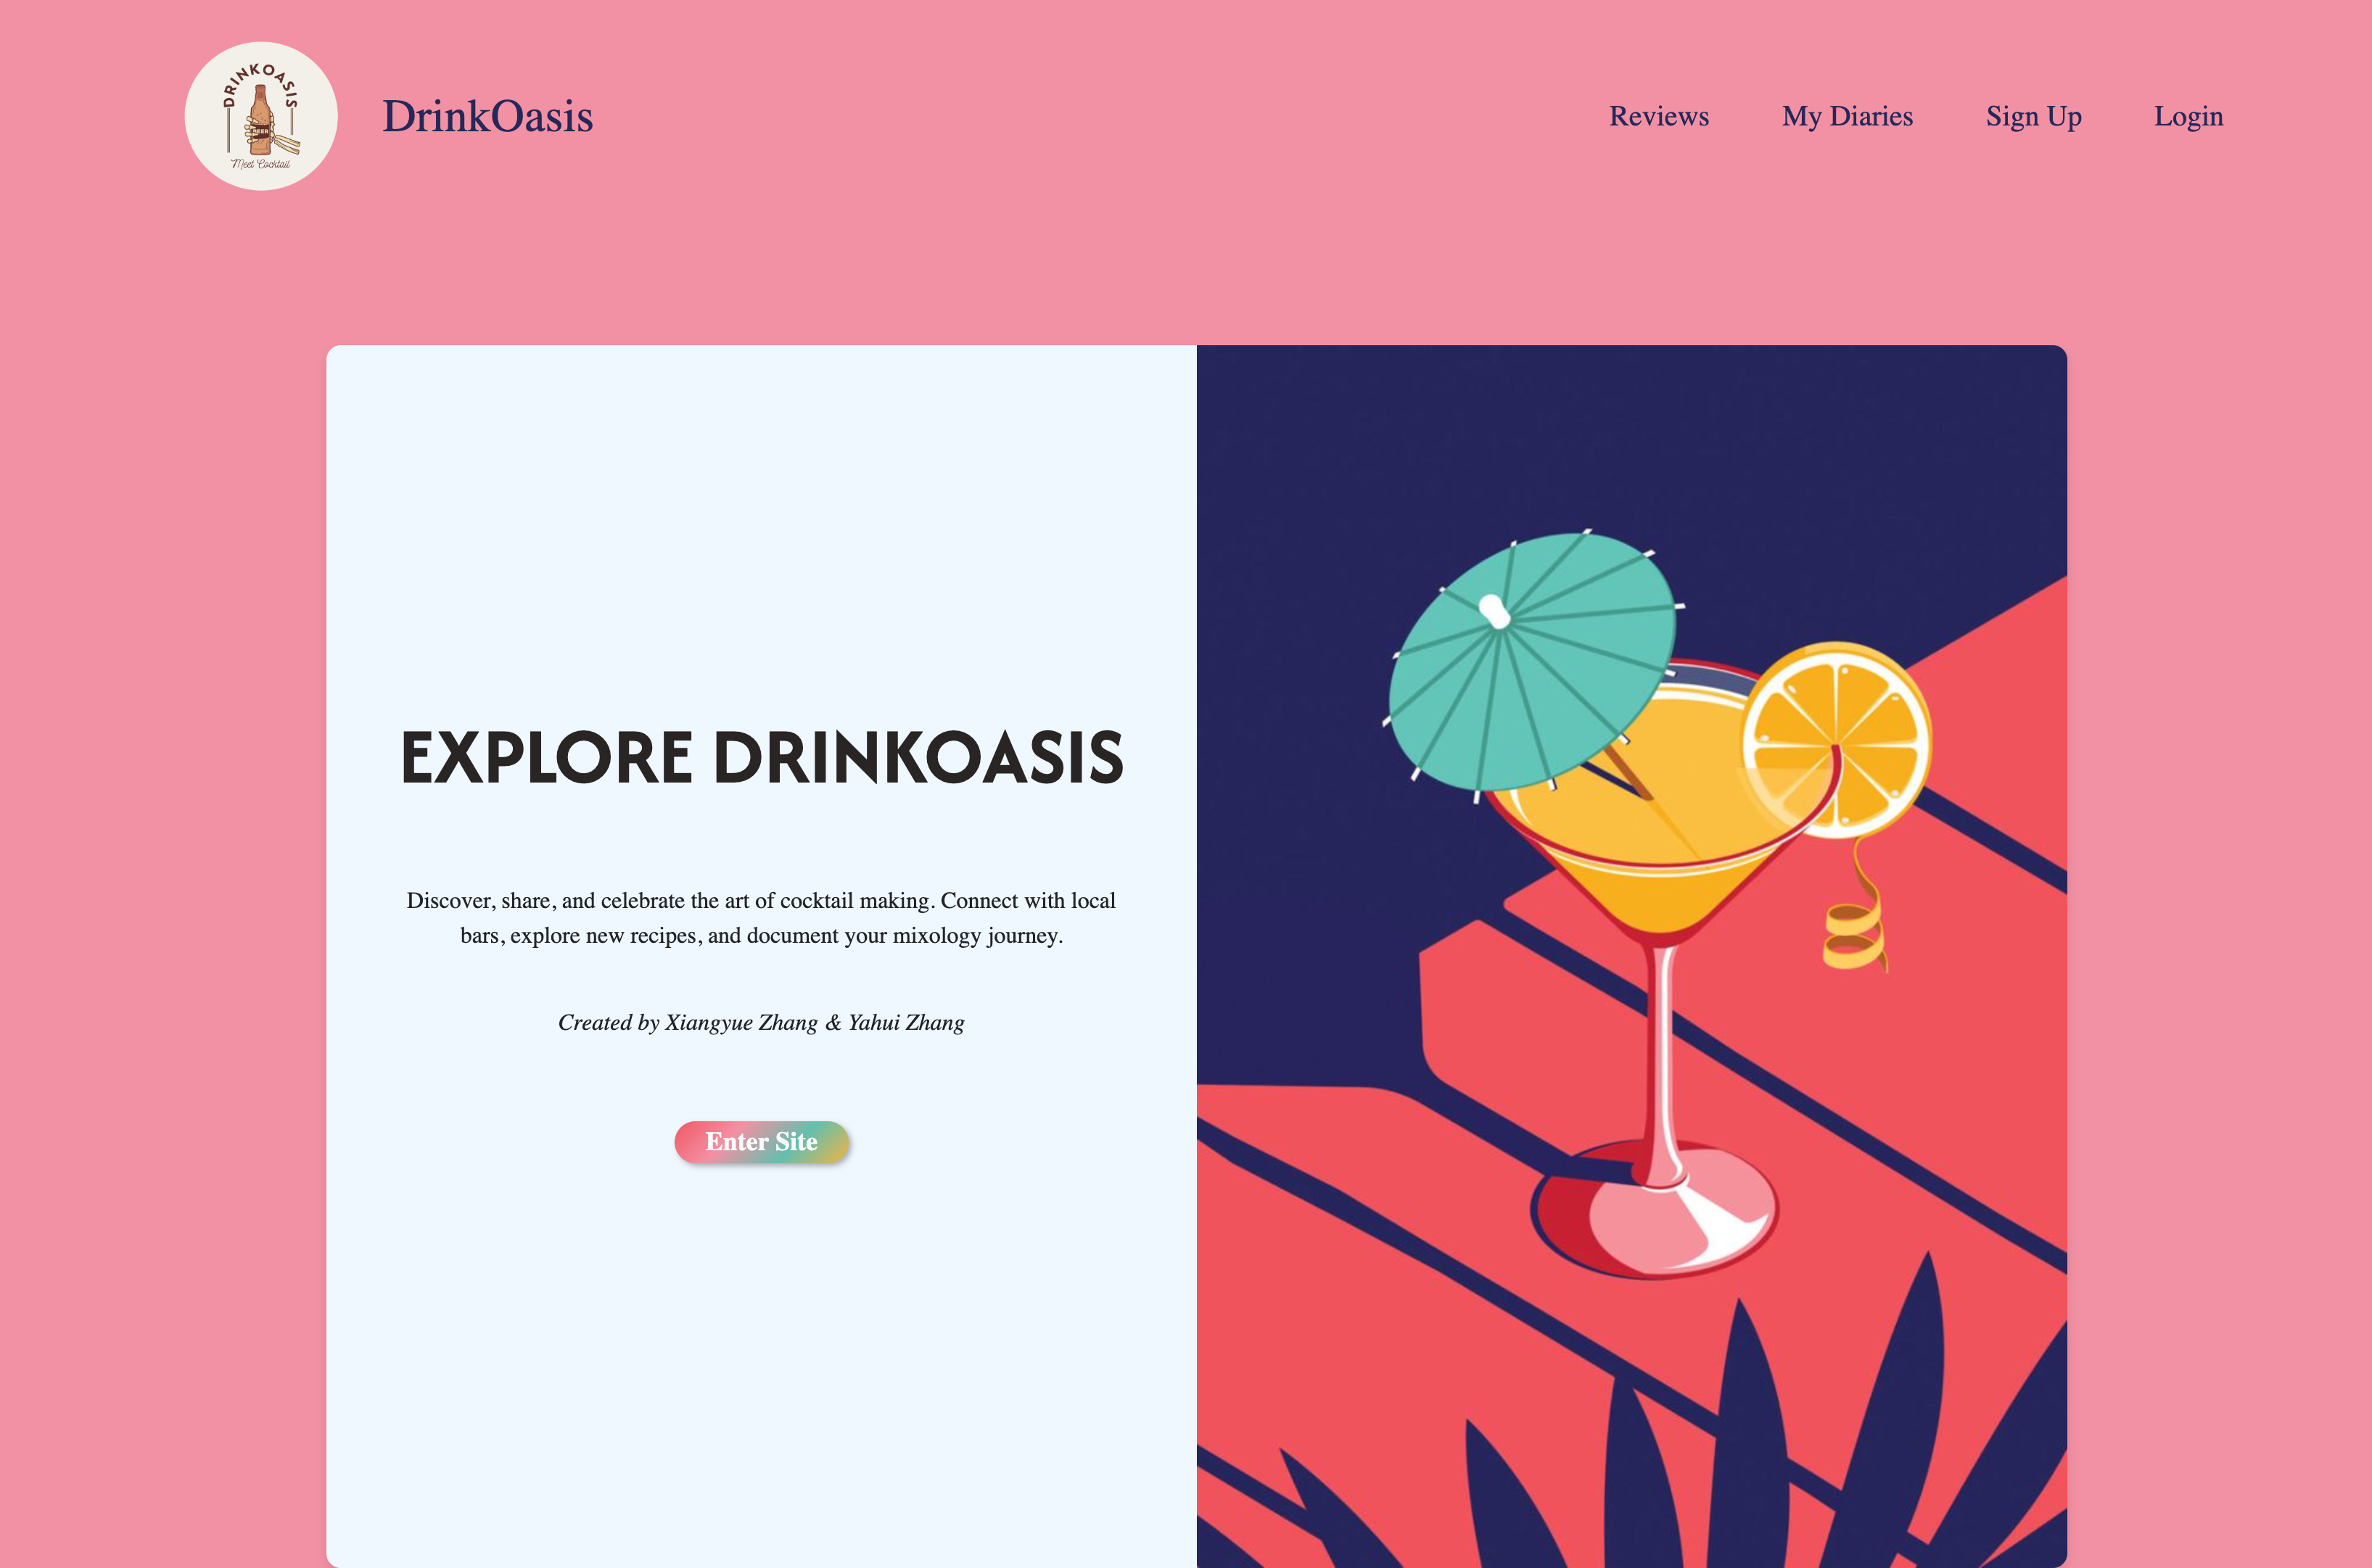 DRINKOASIS
BEER
Meet Cocktail
DrinkOasis
Reviews
My Diaries
Sign Up
Login
EXPLORE DRINKOASIS
Discover, share, and celebrate the art of cocktail making. Connect with local
bars, explore new recipes, and document your mixology journey.
Created by Xiangyue Zhang & Yahui Zhang
Enter Site